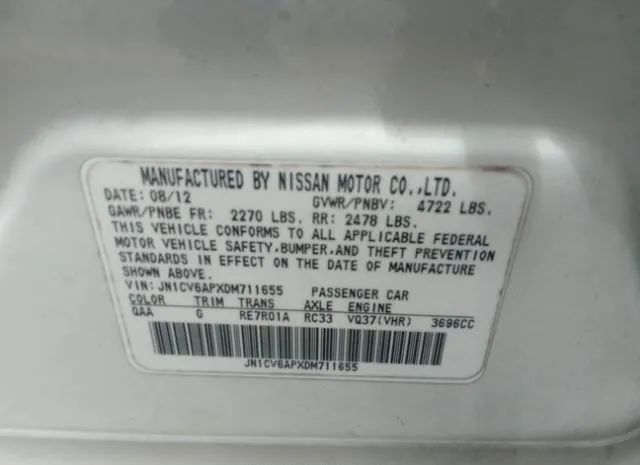 MANUFACTURED BY NISSAN MOTOR CO.,LTD.
DATE: 08/12 GVWR/PNBV: 4722 LBS.
GAWR/PNBE FR: 2270 LBS. RR: 2478 LBS.
THIS VEHICLE CONFORMS TO ALL APPLICABLE FEDERAL
MOTOR VEHICLE SAFETY,BUMPER,AND THEFT PREVENTION
STANDARDS IN EFFECT ON THE DATE OF MANUFACTURE
SHOWN ABOVE.
VIN: JN1CV6APXDM711655 PASSENGER CAR
COLOR TRIM TRANS AXLE ENGINE
QAA G RE7R01A RC33 VQ37(VHR) 3696CC
JN1CV6APXDM711655